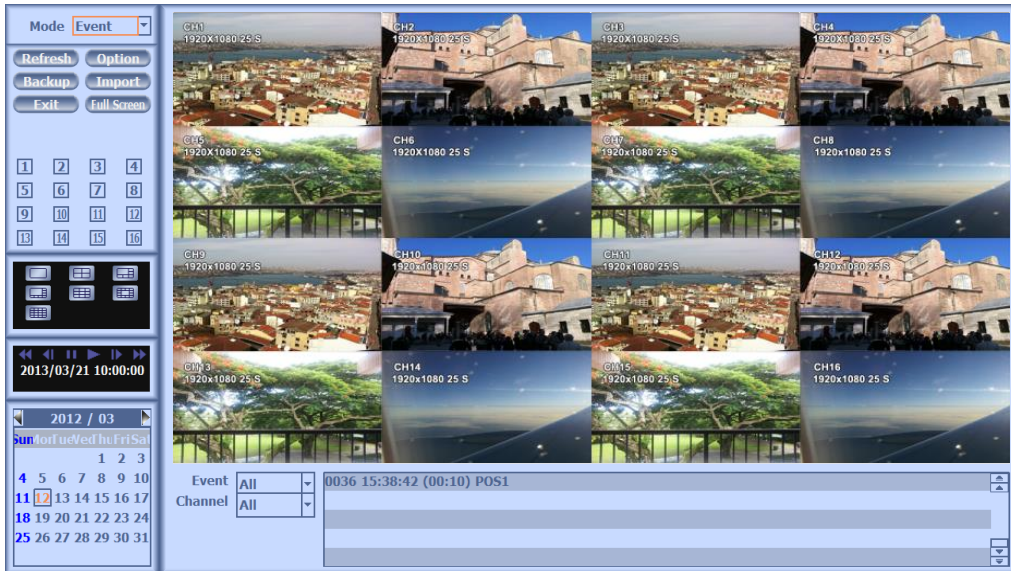 Mode Event
Refresh Option
Backup Import
Exit Full Screen
1 2 3 4
5 6 7 8
9 10 11 12
13 14 15 16
2013/03/21 10:00:00
2012 / 03
Sun Mon Tue Wed Thu Fri Sat
1 2 3
4 5 6 7 8 9 10
11 12 13 14 15 16 17
18 19 20 21 22 23 24
25 26 27 28 29 30 31
CH1
1920X1080 25 S
CH2
1920X1080 25 S
CH3
1920X1080 25 S
CH4
1920X1080 25 S
CH5
1920X1080 25 S
CH6
1920X1080 25 S
CH7
1920x1080 25 S
CH8
1920x1080 25 S
CH9
1920x1080 25 S
CH10
1920x1080 25 S
CH11
1920x1080 25 S
CH12
1920x1080 25 S
CH13
1920x1080 25 S
CH14
1920x1080 25 S
CH15
1920x1080 25 S
CH16
1920x1080 25 S
Event All
Channel All
0036 15:38:42 (00:10) POS1